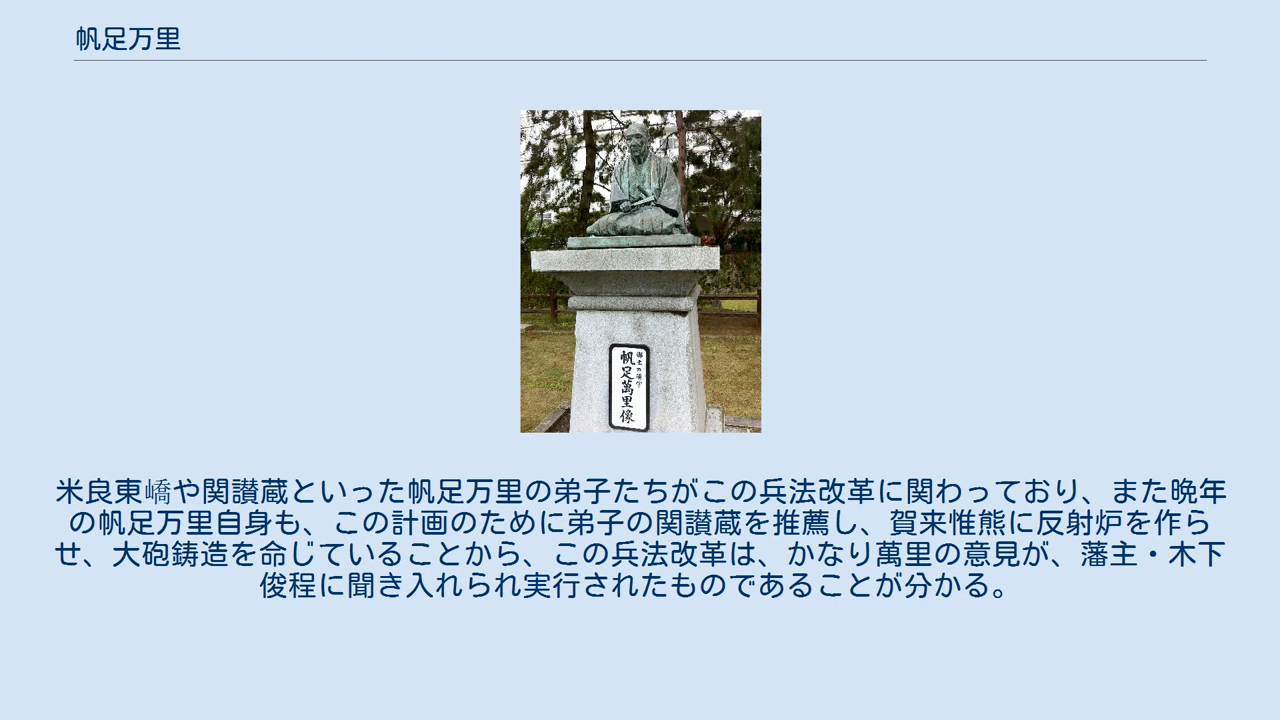 帆足万里
郷土の碩学
帆足萬里像
米良東嶠や関讃蔵といった帆足万里の弟子たちがこの兵法改革に関わっており、また晩年
の帆足万里自身も、この計画のために弟子の関讃蔵を推薦し、賀来惟熊に反射炉を作ら
せ、大砲鋳造を命じていることから、この兵法改革は、かなり萬里の意見が、藩主・木下
俊程に聞き入れられ実行されたものであることが分かる。